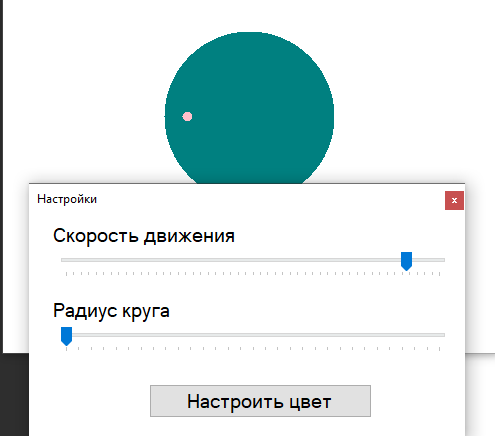 Настройки
x
Скорость движения
Радиус круга
Настроить цвет